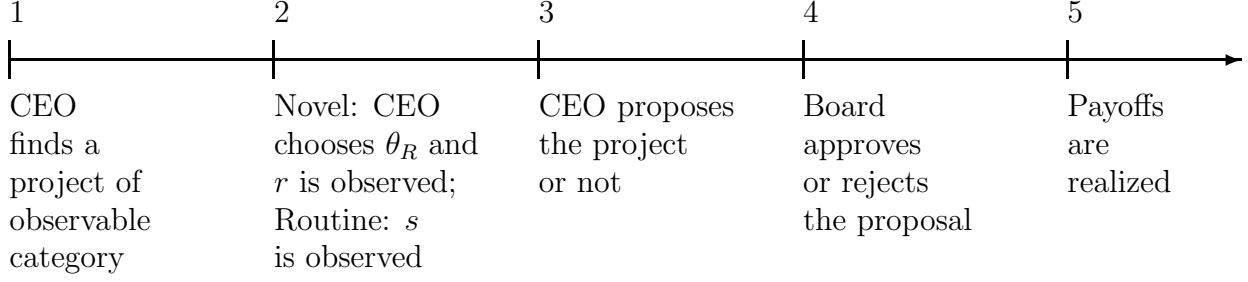 1 2 3 4 5
CEO
finds a
project of
observable
category
Novel: CEO
chooses θ_R and
r is observed;
Routine: s
is observed
CEO proposes
the project
or not
Board
approves
or rejects
the proposal
Payoffs
are
realized